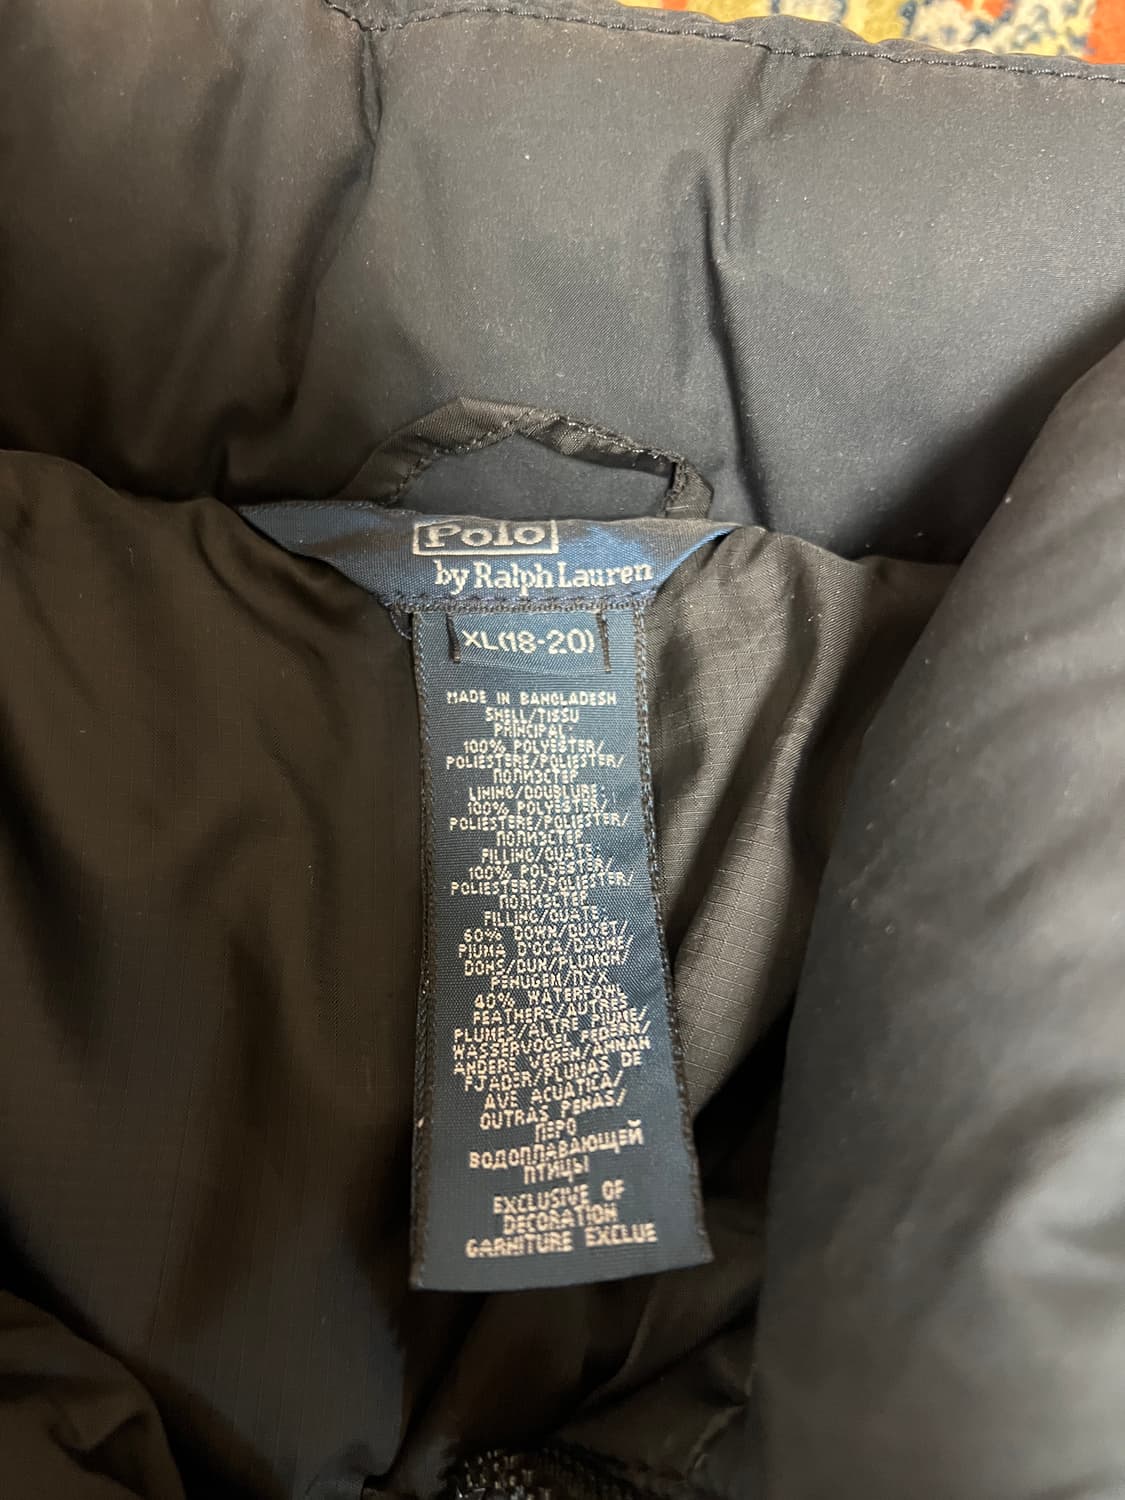 Polo
by Ralph Lauren
XL(18-20)
MADE IN BANGLADESH
SHELL/TISSU
PRINCIPAL:
100% POLYESTER/
POLIESTERE/POLIESTER/
ПОЛИЭСТЕР
LINING/DOUBLURE:
100% POLYESTER/
POLIESTERE/POLIESTER/
ПОЛИЭСТЕР
FILLING/OUATE:
100% POLYESTER/
POLIESTERE/POLIESTER/
ПОЛИЭСТЕР
FILLING/OUATE:
60% DOWN/DUVET/
PIUMA D'OCA/DAUNE/
DONS/DUN/PLUMON/
PENUGEM/ПУХ
40% WATERFOWL
FEATHERS/AUTRES
PLUMES/ALTRE PIUME/
WASSERVOGEL FEDERN/
ANDERE VEREN/ANNAN
FJADER/PLUMAS DE
AVE ACUATICA/
OUTRAS PENAS/
ПЕРО
ВОДОПЛАВАЮЩЕЙ
ПТИЦЫ
EXCLUSIVE OF
DECORATION
GARNITURE EXCLUE